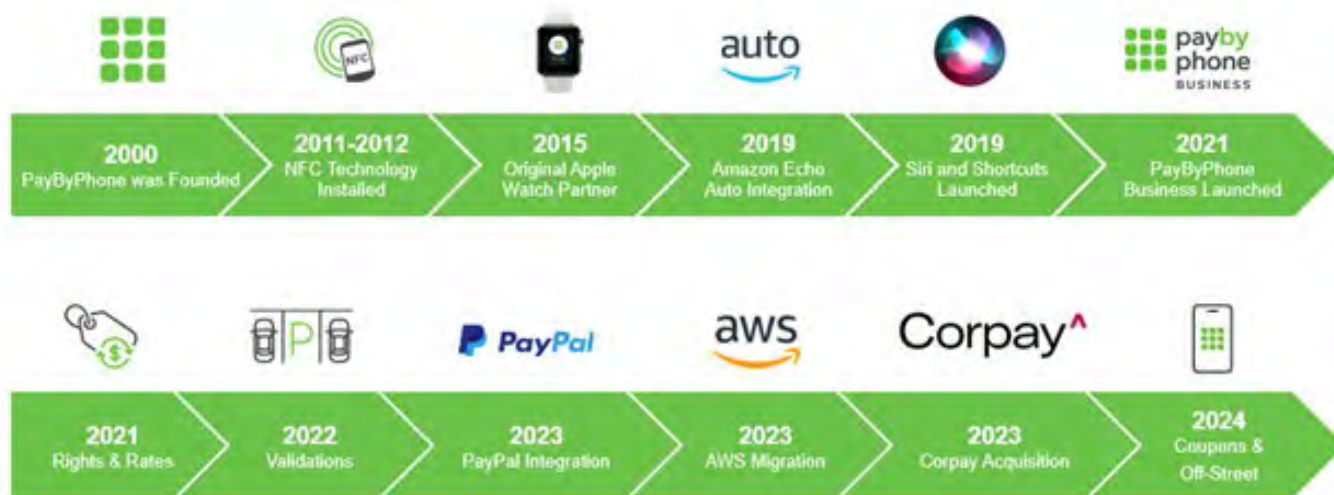 NFC
auto
payby
phone
BUSINESS
2000
PayByPhone was Founded
2011-2012
NFC Technology
Installed
2015
Original Apple
Watch Partner
2019
Amazon Echo
Auto Integration
2019
Siri and Shortcuts
Launched
2021
PayByPhone
Business Launched
$
P
PayPal
aws
Corpay^
2021
Rights & Rates
2022
Validations
2023
PayPal Integration
2023
AWS Migration
2023
Corpay Acquisition
2024
Coupons &
Off-Street